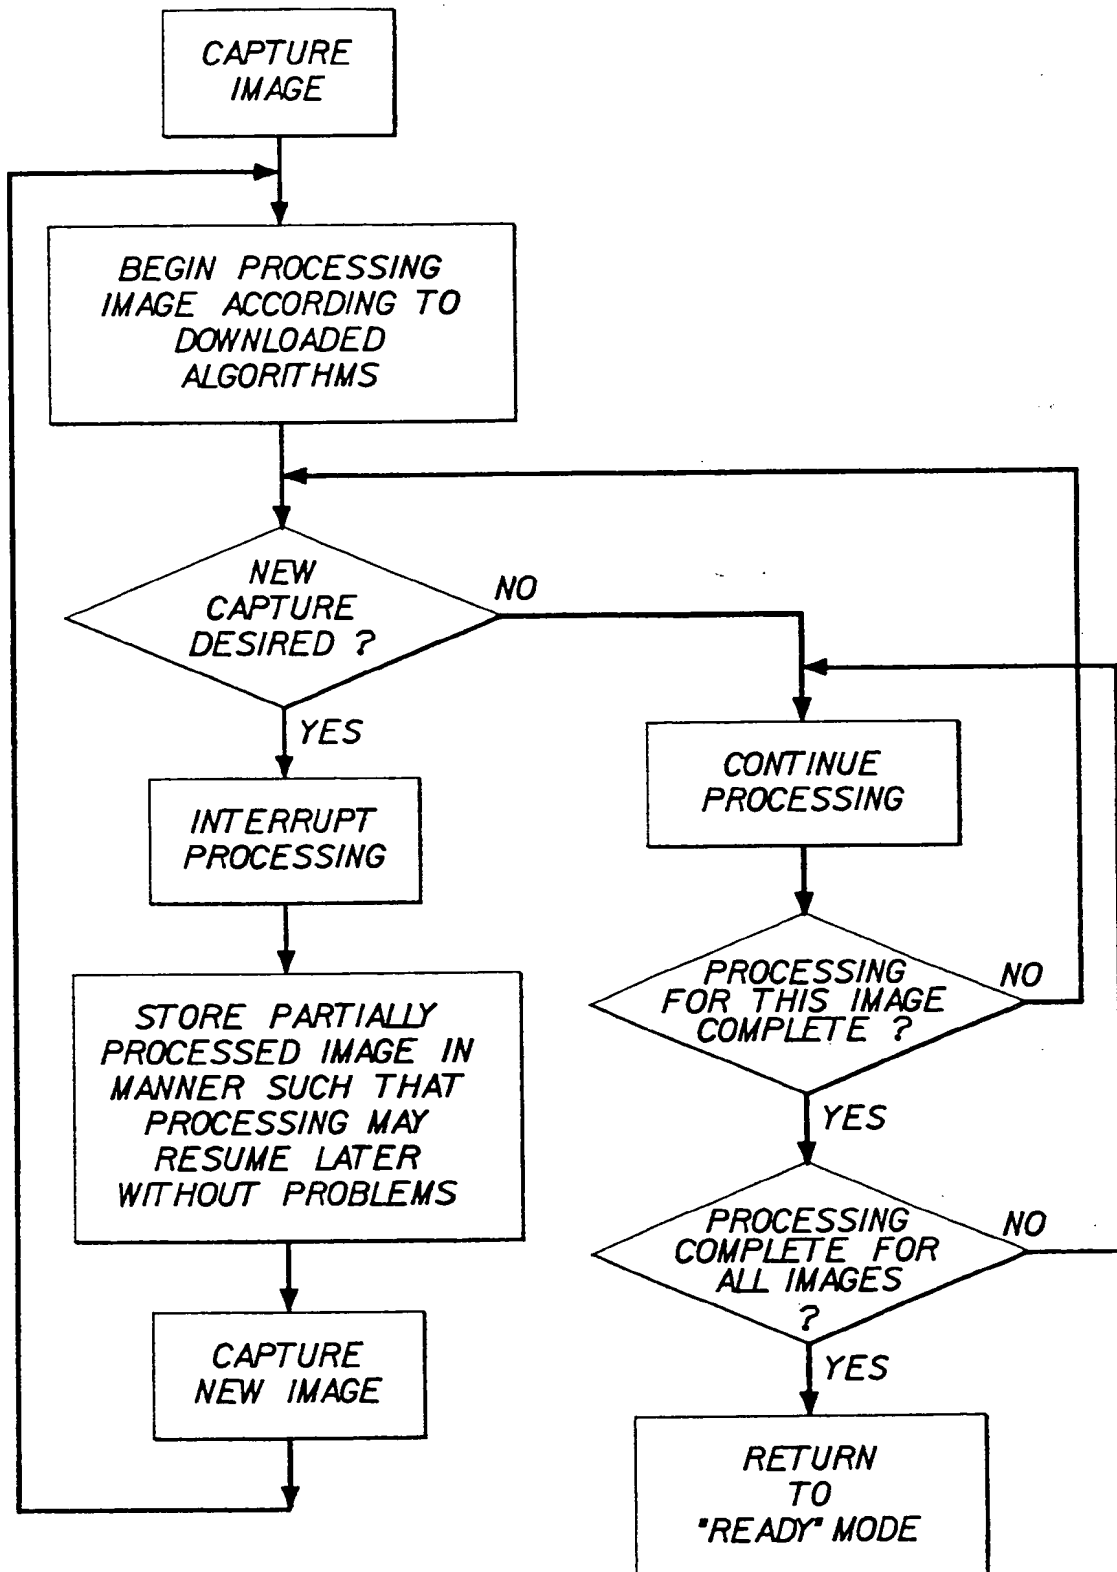 CAPTURE
IMAGE
BEGIN PROCESSING
IMAGE ACCORDING TO
DOWNLOADED
ALGORITHMS
NEW
CAPTURE
DESIRED ?
NO
YES
INTERRUPT
PROCESSING
STORE PARTIALLY
PROCESSED IMAGE IN
MANNER SUCH THAT
PROCESSING MAY
RESUME LATER
WITHOUT PROBLEMS
CAPTURE
NEW IMAGE
CONTINUE
PROCESSING
PROCESSING
FOR THIS IMAGE
COMPLETE ?
NO
YES
PROCESSING
COMPLETE FOR
ALL IMAGES
?
NO
YES
RETURN
TO
"READY" MODE